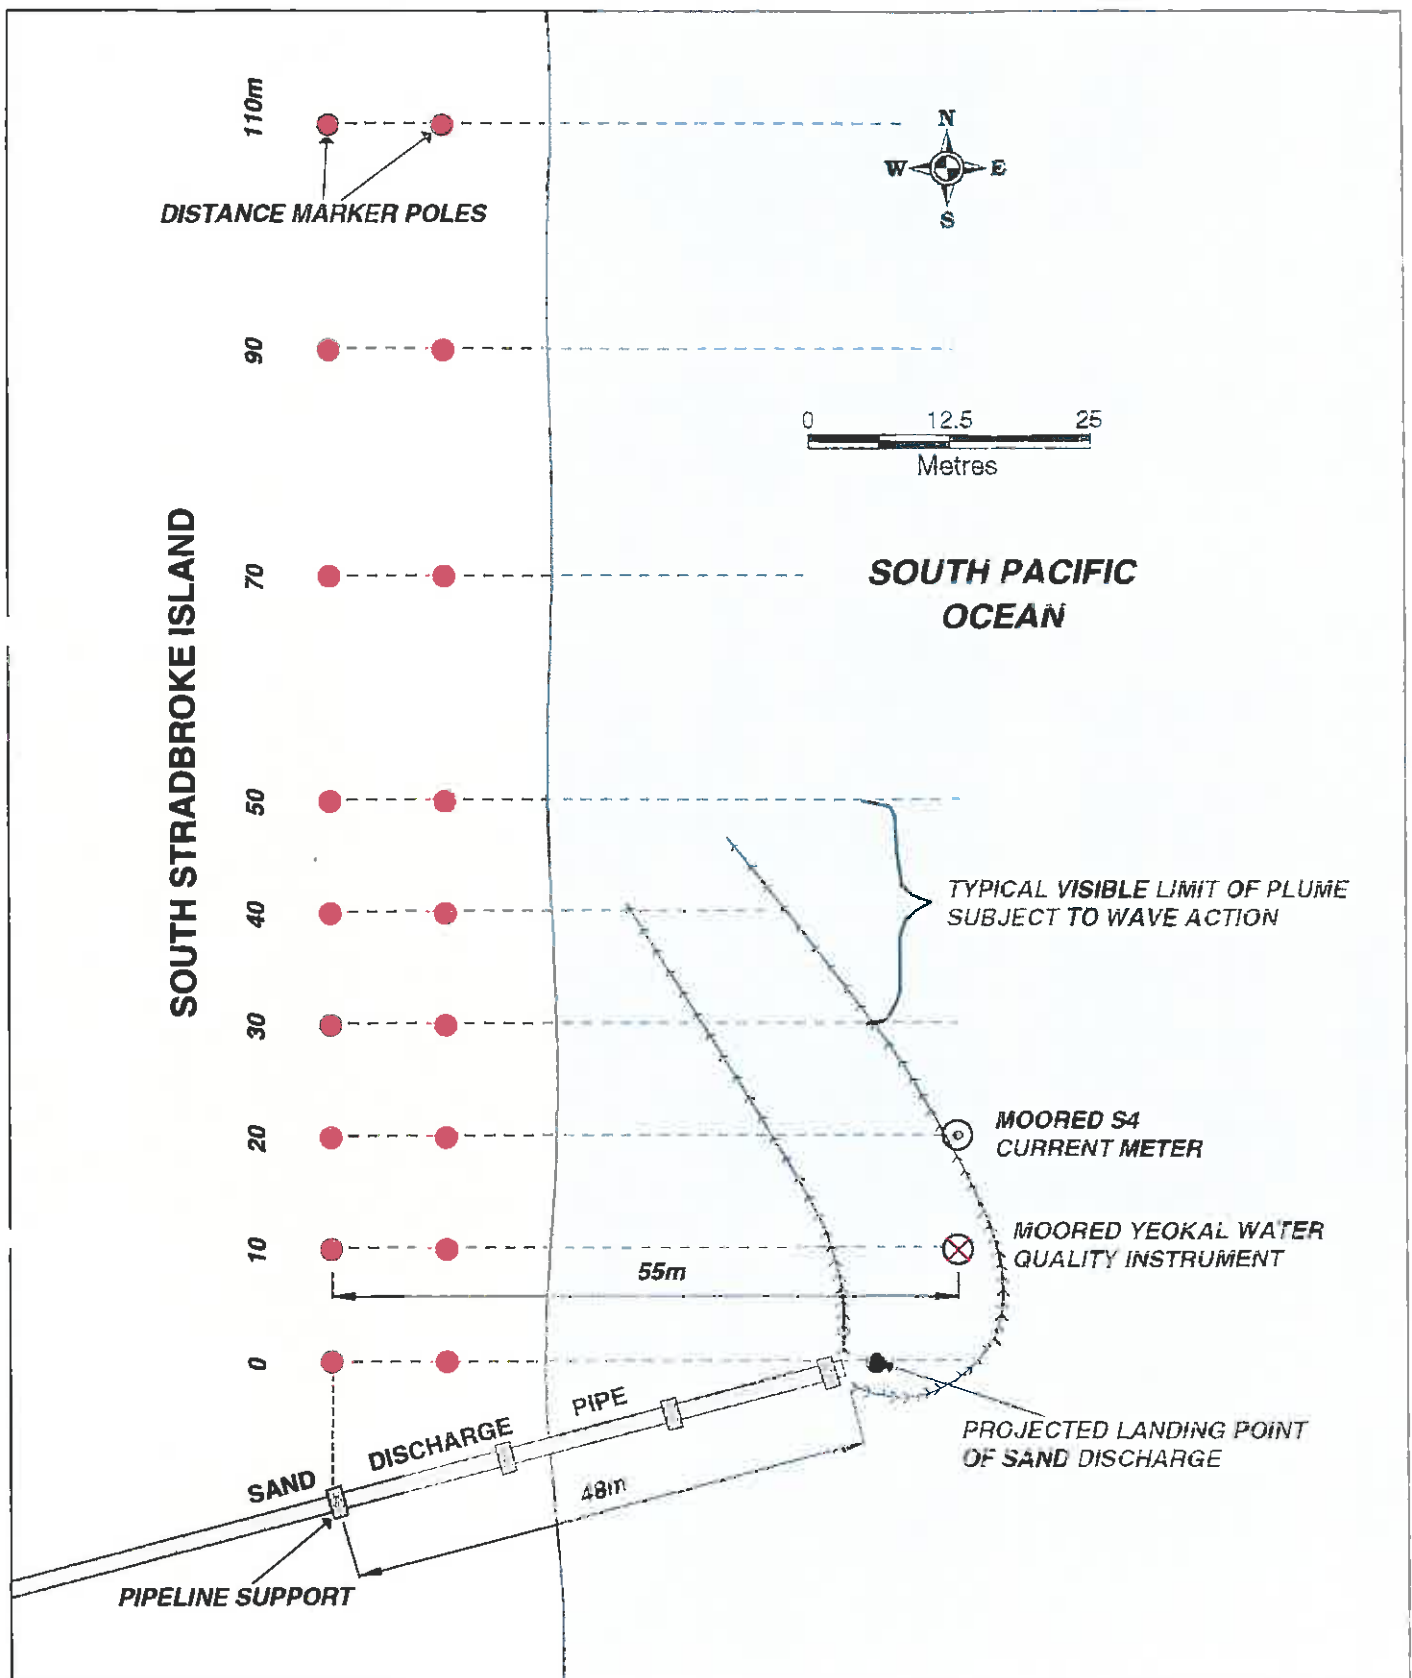 110m
N
W E
S
DISTANCE MARKER POLES
90
0 12.5 25
Metres
70
SOUTH PACIFIC
OCEAN
SOUTH STRADBROKE ISLAND
50
TYPICAL VISIBLE LIMIT OF PLUME
SUBJECT TO WAVE ACTION
40
30
20
MOORED S4
CURRENT METER
10
MOORED YEOKAL WATER
QUALITY INSTRUMENT
55m
0
SAND DISCHARGE PIPE
PROJECTED LANDING POINT
OF SAND DISCHARGE
48m
PIPELINE SUPPORT